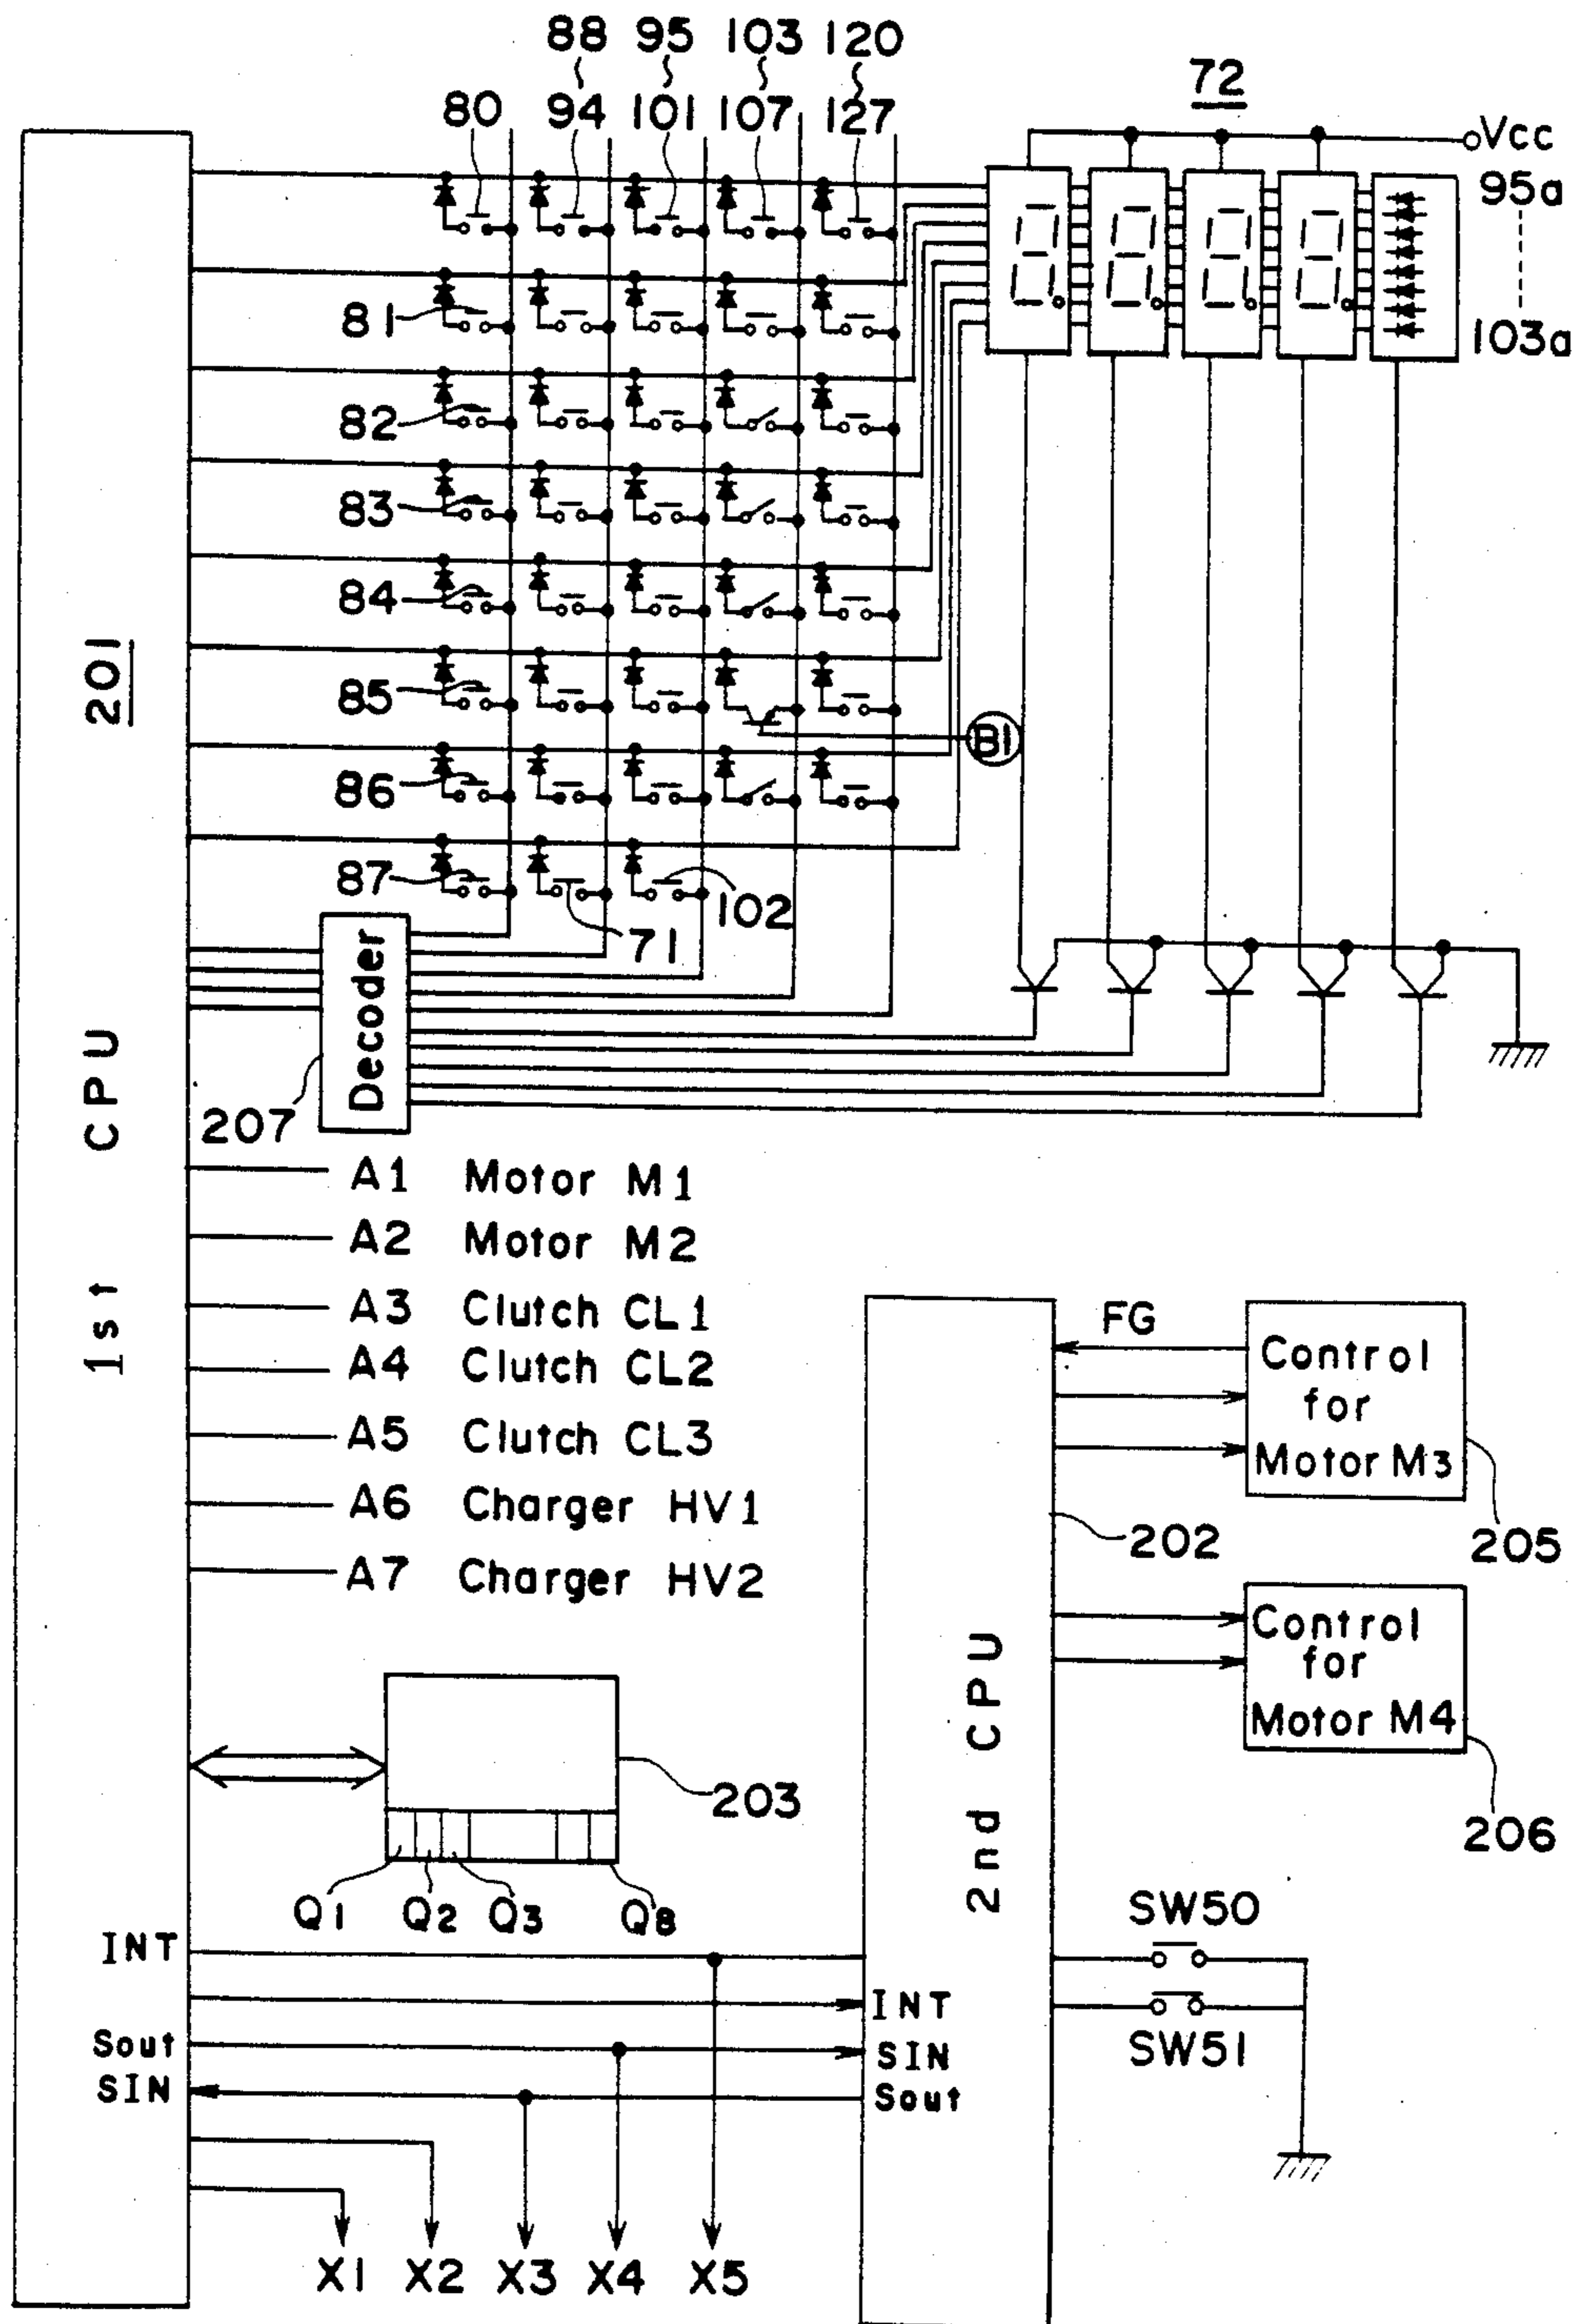 88 95 103 120
80 94 101 107 127
72
Vcc
95a
103a
81
82
83
84
85
86
87
B1
102
71
Decoder
207
201
1st CPU
A1 Motor M1
A2 Motor M2
A3 Clutch CL1
A4 Clutch CL2
A5 Clutch CL3
A6 Charger HV1
A7 Charger HV2
203
Q1 Q2 Q3 Q8
2nd CPU
202
FG
Control
for
Motor M3
205
Control
for
Motor M4
206
SW50
SW51
INT
INT
Sout
SIN
SIN
Sout
X1 X2 X3 X4 X5